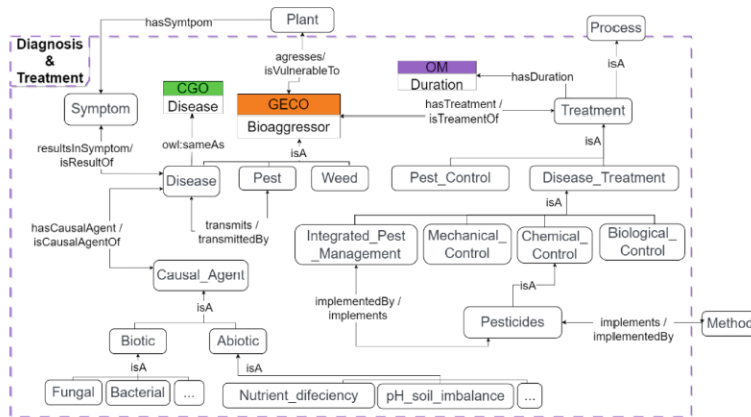 hasSymtpom
Plant
Process
Diagnosis
&
Treatment
agresses/
isVulnerableTo
isA
CGO
Disease
OM
Duration
hasDuration
Symptom
GECO
Bioaggressor
hasTreatment /
isTreamentOf
Treatment
resultsInSymptom/
isResultOf
owl:sameAs
isA
isA
Disease
Pest
Weed
Pest_Control
Disease_Treatment
hasCausalAgent /
isCausalAgentOf
transmits /
transmittedBy
isA
Integrated_Pest
_Management
Mechanical_
Control
Chemical_
Control
Biological_
Control
Causal_Agent
isA
isA
implementedBy /
implements
Pesticides
implements /
implementedBy
Method
Biotic
Abiotic
isA
isA
Fungal
Bacterial
...
Nutrient_difeciency
pH_soil_imbalance
...